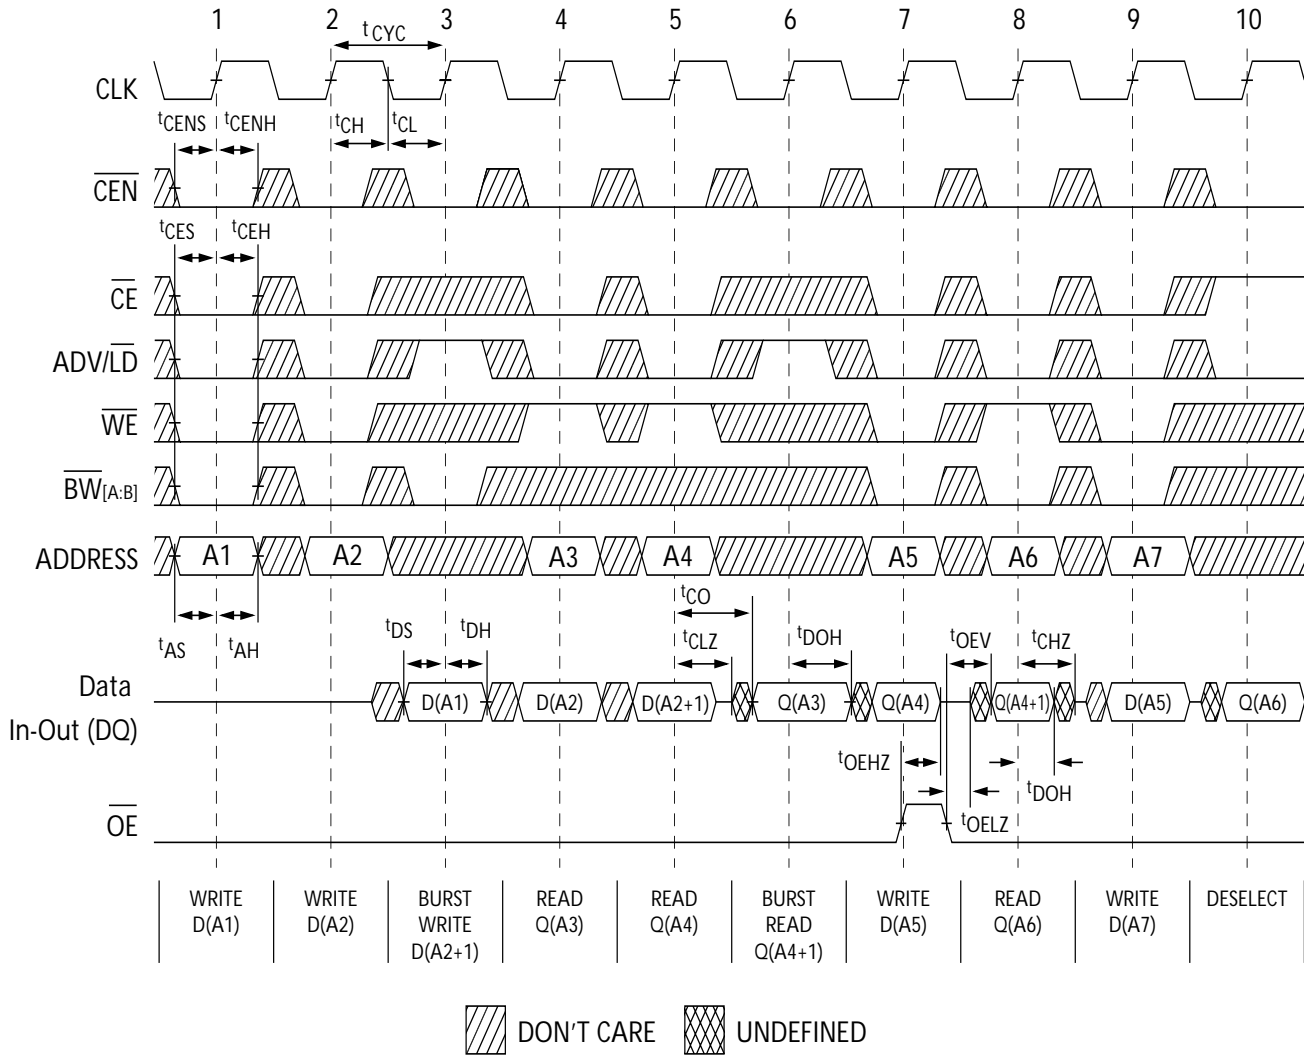 1 2 3 4 5 6 7 8 9 10
tCYC
CLK
tCENS tCENH tCH tCL
CEN
tCES tCEH
CE
ADV/LD
WE
BW[A:B]
ADDRESS A1 A2 A3 A4 A5 A6 A7
tCO
tAS tAH tDS tDH tCLZ tDOH tOEV tCHZ
Data
In-Out (DQ)
D(A1) D(A2) D(A2+1) Q(A3) Q(A4) Q(A4+1) D(A5) Q(A6)
tOEHZ tDOH
tOELZ
OE
WRITE
D(A1)
WRITE
D(A2)
BURST
WRITE
D(A2+1)
READ
Q(A3)
READ
Q(A4)
BURST
READ
Q(A4+1)
WRITE
D(A5)
READ
Q(A6)
WRITE
D(A7)
DESELECT
DON'T CARE UNDEFINED